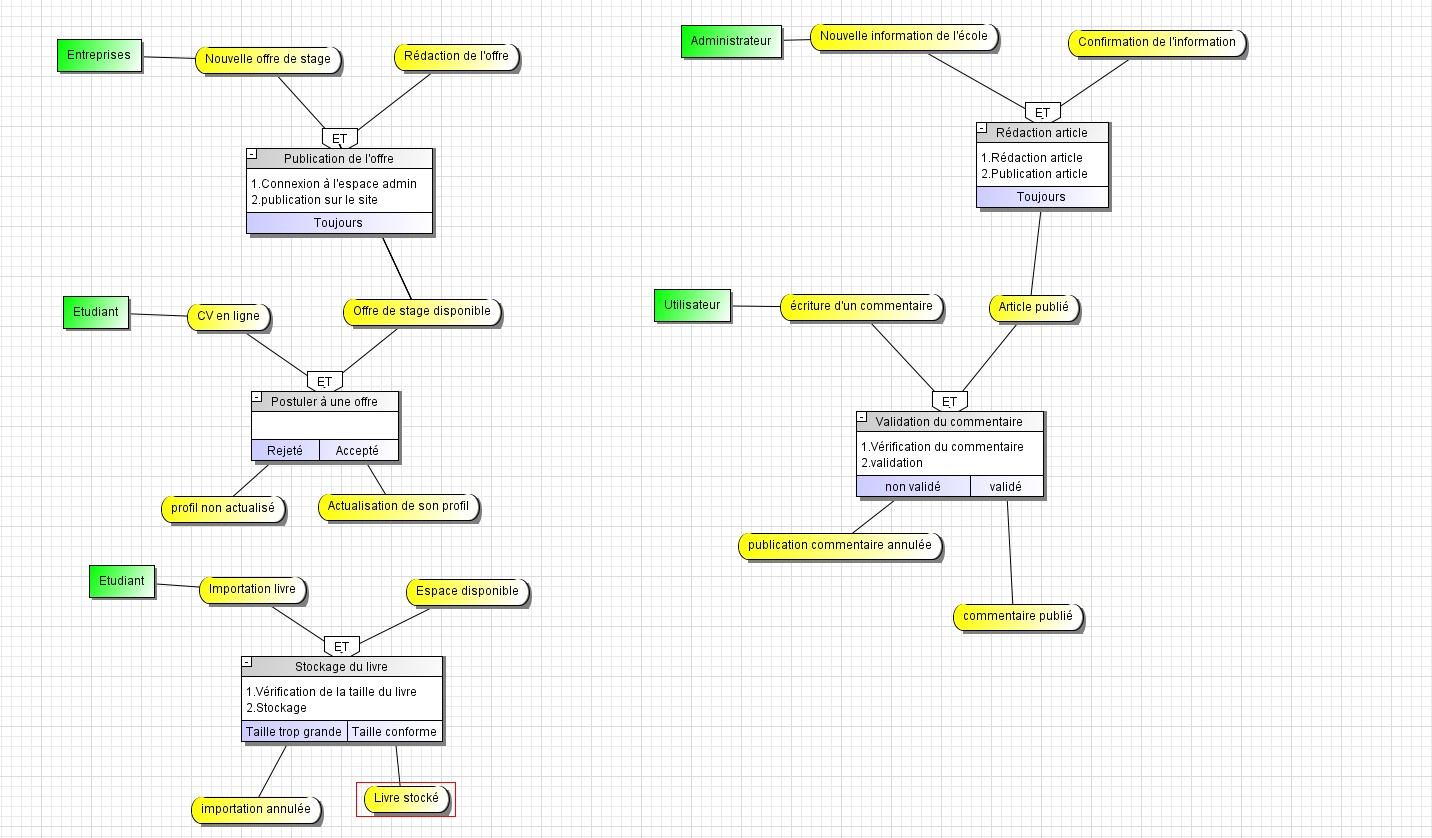 Entreprises
Nouvelle offre de stage
Rédaction de l'offre
ET
Publication de l'offre
1.Connexion à l'espace admin
2.publication sur le site
Toujours
Etudiant
CV en ligne
Offre de stage disponible
ET
Postuler à une offre
Rejeté
Accepté
profil non actualisé
Actualisation de son profil
Etudiant
Importation livre
Espace disponible
ET
Stockage du livre
1.Vérification de la taille du livre
2.Stockage
Taille trop grande
Taille conforme
importation annulée
Livre stocké
Administrateur
Nouvelle information de l'école
Confirmation de l'information
ET
Rédaction article
1.Rédaction article
2.Publication article
Toujours
Utilisateur
écriture d'un commentaire
Article publié
ET
Validation du commentaire
1.Vérification du commentaire
2.validation
non validé
validé
publication commentaire annulée
commentaire publié